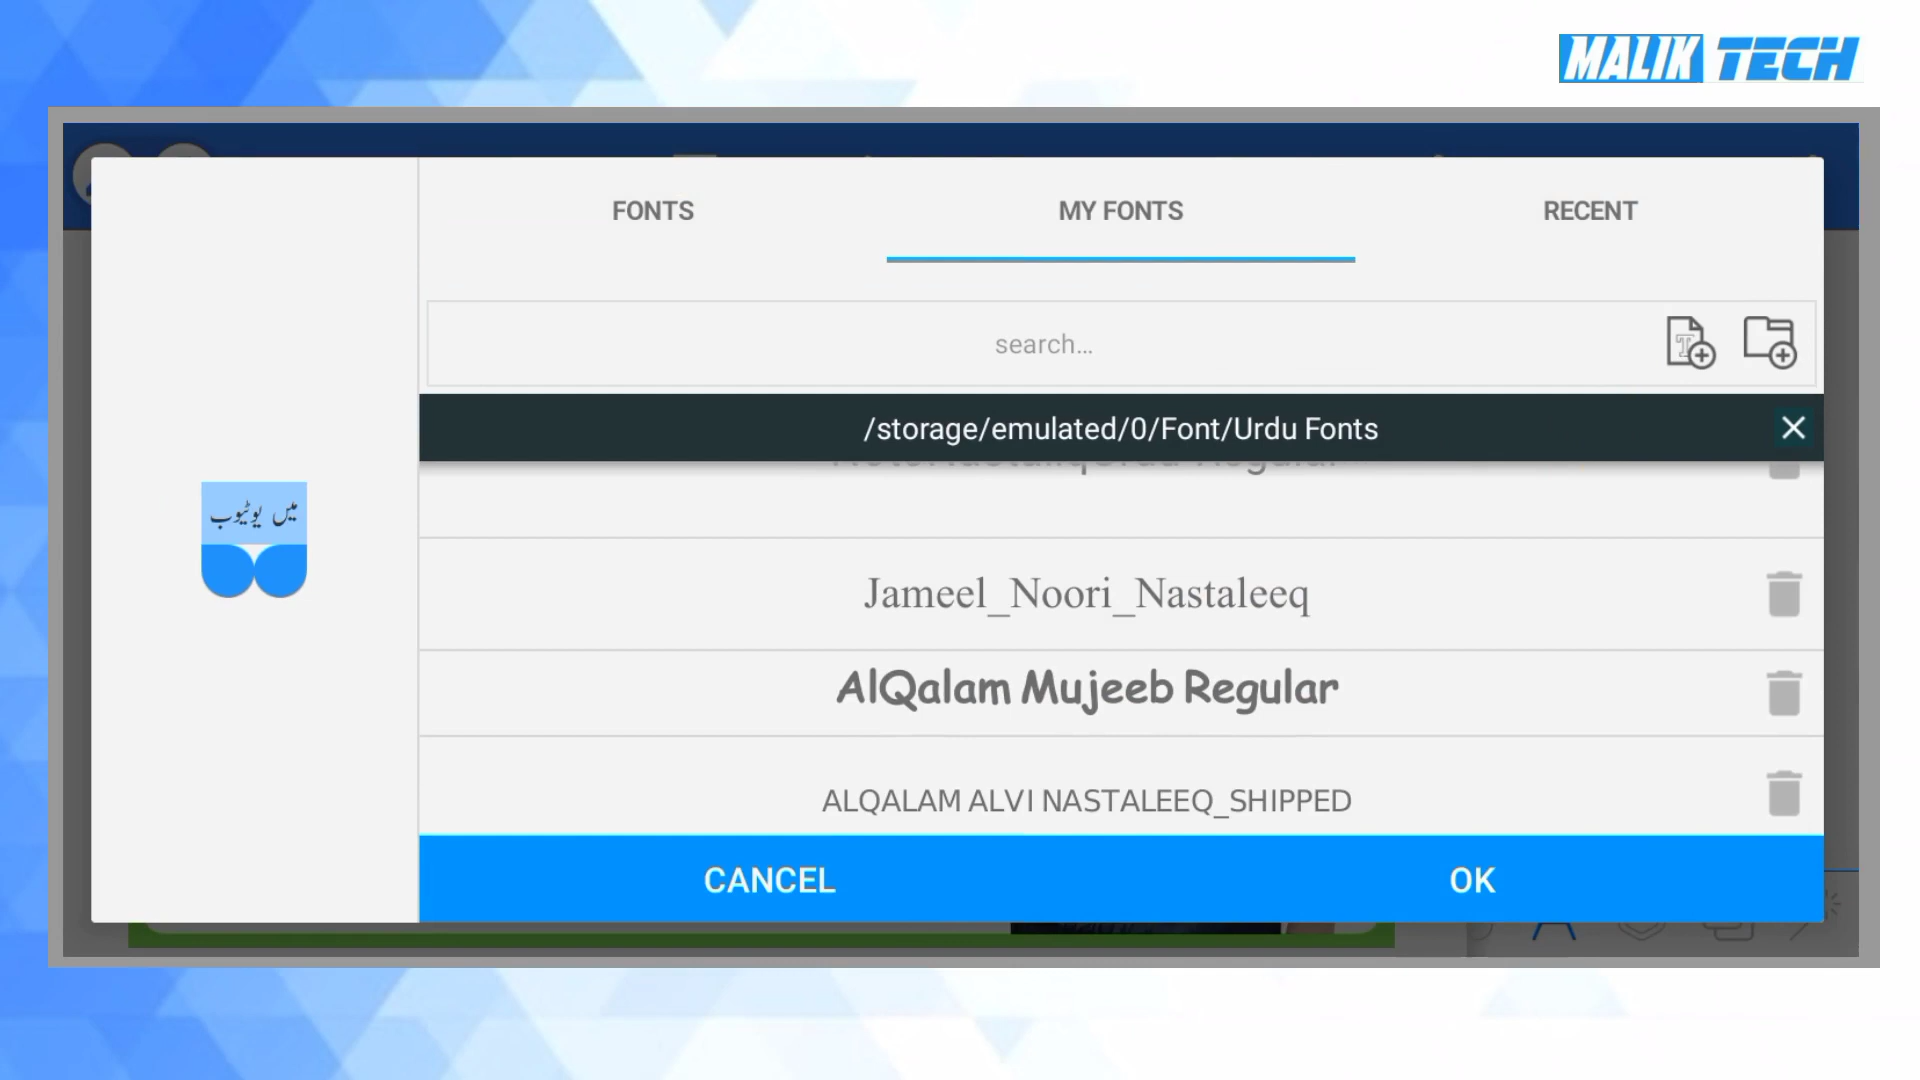 MALIK TECH
FONTS
MY FONTS
RECENT
search...
/storage/emulated/0/Font/Urdu Fonts
میں یوٹیوب
Jameel_Noori_Nastaleeq
AlQalam Mujeeb Regular
ALQALAM ALVI NASTALEEQ_SHIPPED
CANCEL
OK